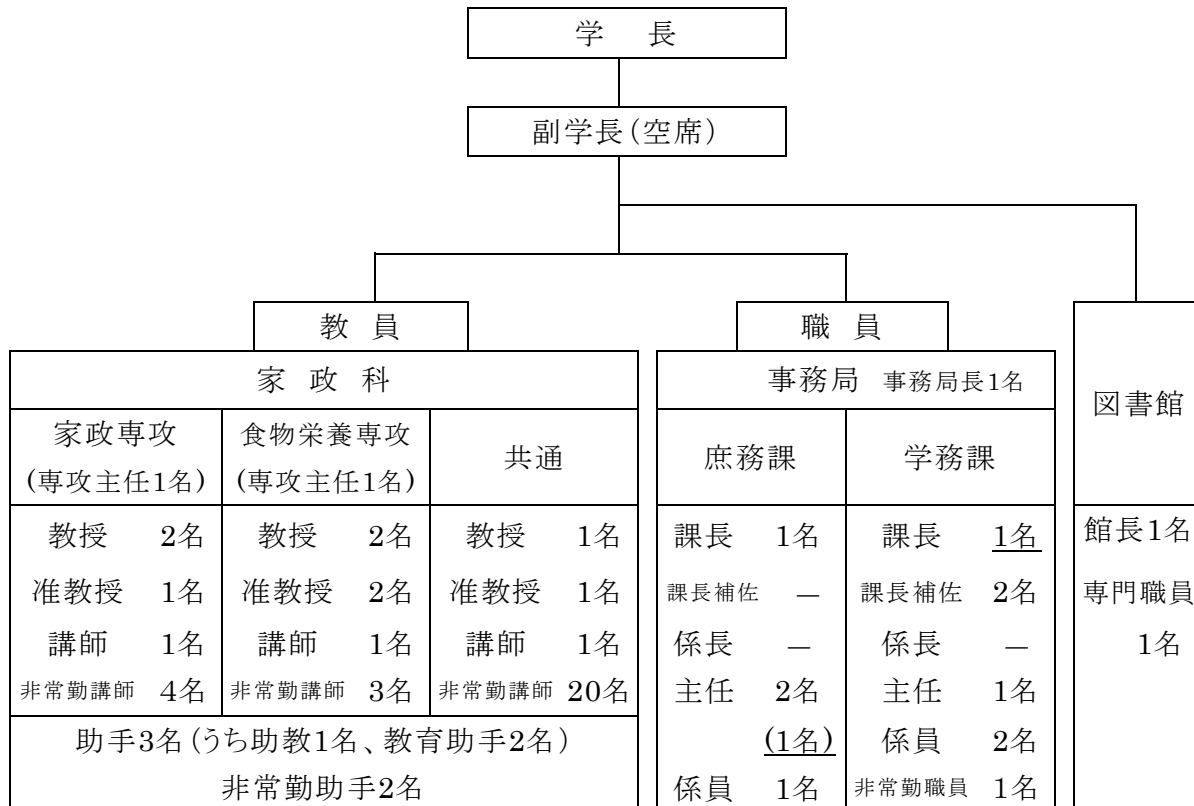 学 長
副学長(空席)
教 員
職 員
家 政 科
事務局 事務局長1名
図書館
家政専攻
(専攻主任1名)
食物栄養専攻
(専攻主任1名)
共通
庶務課
学務課
教授 2名 教授 2名 教授 1名 課長 1名 課長 1名 館長1名
准教授 1名 准教授 2名 准教授 1名 課長補佐 － 課長補佐 2名 専門職員
講師 1名 講師 1名 講師 1名 係長 － 係長 － 1名
非常勤講師 4名 非常勤講師 3名 非常勤講師 20名 主任 2名 主任 1名
助手3名(うち助教1名、教育助手2名) (1名) 係員 2名
非常勤助手2名 係員 1名 非常勤職員 1名